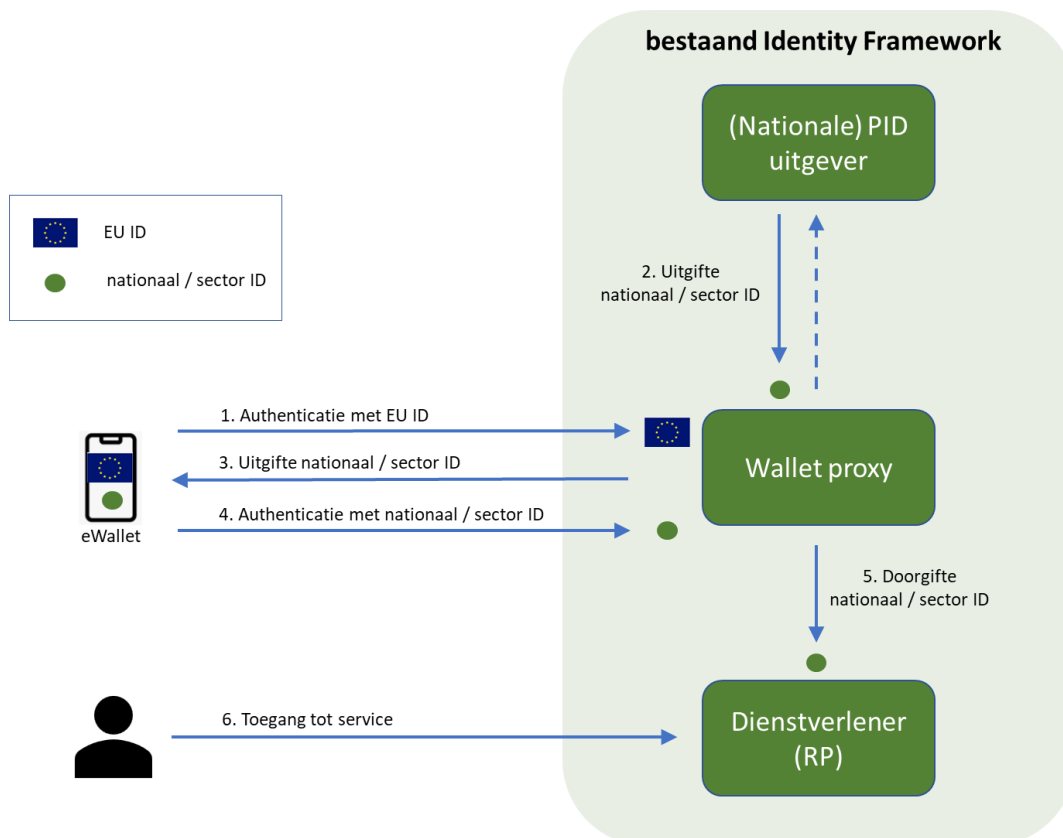 bestaand Identity Framework
(Nationale) PID
uitgever
EU ID
nationaal / sector ID
2. Uitgifte
nationaal / sector ID
1. Authenticatie met EU ID
3. Uitgifte nationaal / sector ID
4. Authenticatie met nationaal / sector ID
eWallet
Wallet proxy
5. Doorgifte
nationaal / sector ID
6. Toegang tot service
Dienstverlener
(RP)